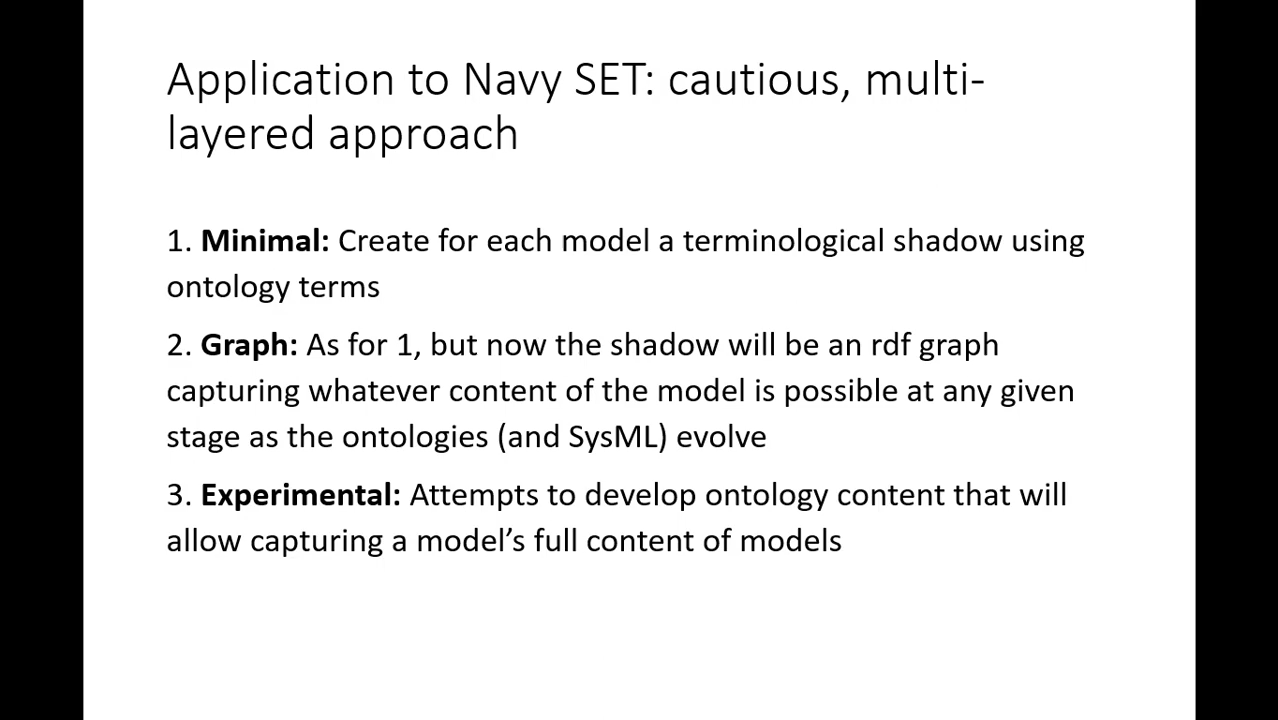 Application to Navy SET: cautious, multi-
layered approach
1. Minimal: Create for each model a terminological shadow using
ontology terms
2. Graph: As for 1, but now the shadow will be an rdf graph
capturing whatever content of the model is possible at any given
stage as the ontologies (and SysML) evolve
3. Experimental: Attempts to develop ontology content that will
allow capturing a model’s full content of models